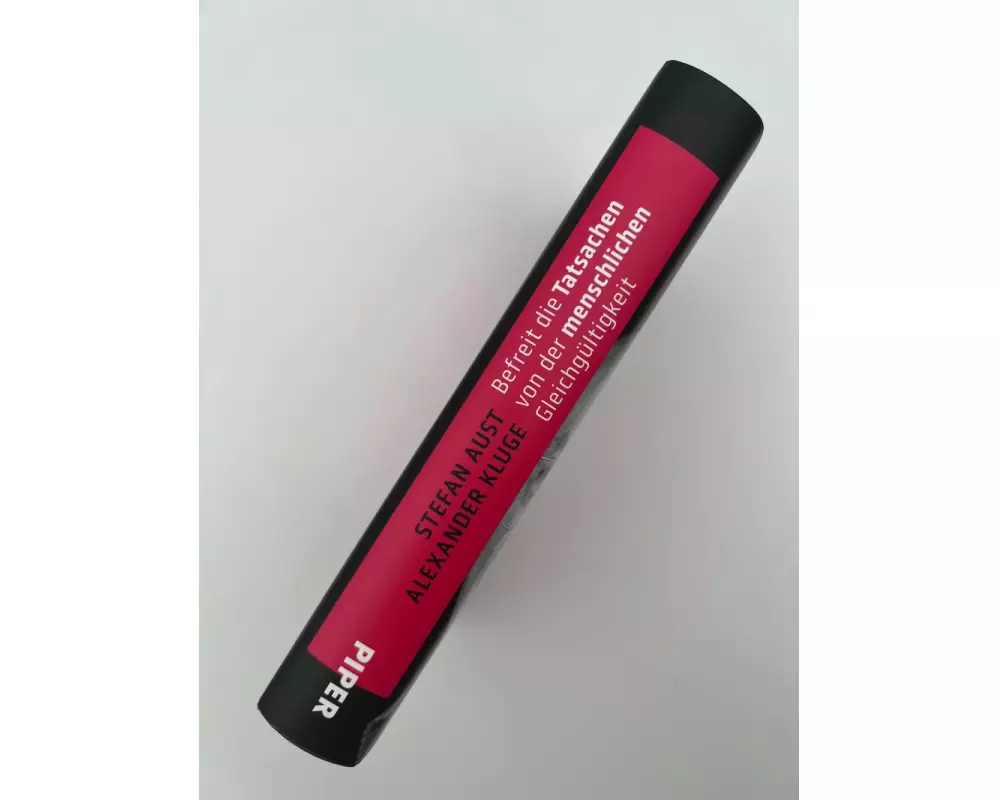 STEFAN AUST
ALEXANDER KLUGE
Befreit die Tatsachen
von der menschlichen
Gleichgültigkeit
PIPER